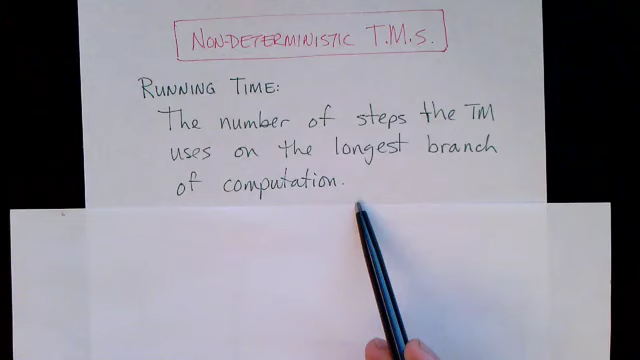 NON-DETERMINISTIC T.M.S.
RUNNING TIME:
The number of steps the TM
uses on the longest branch
of computation.